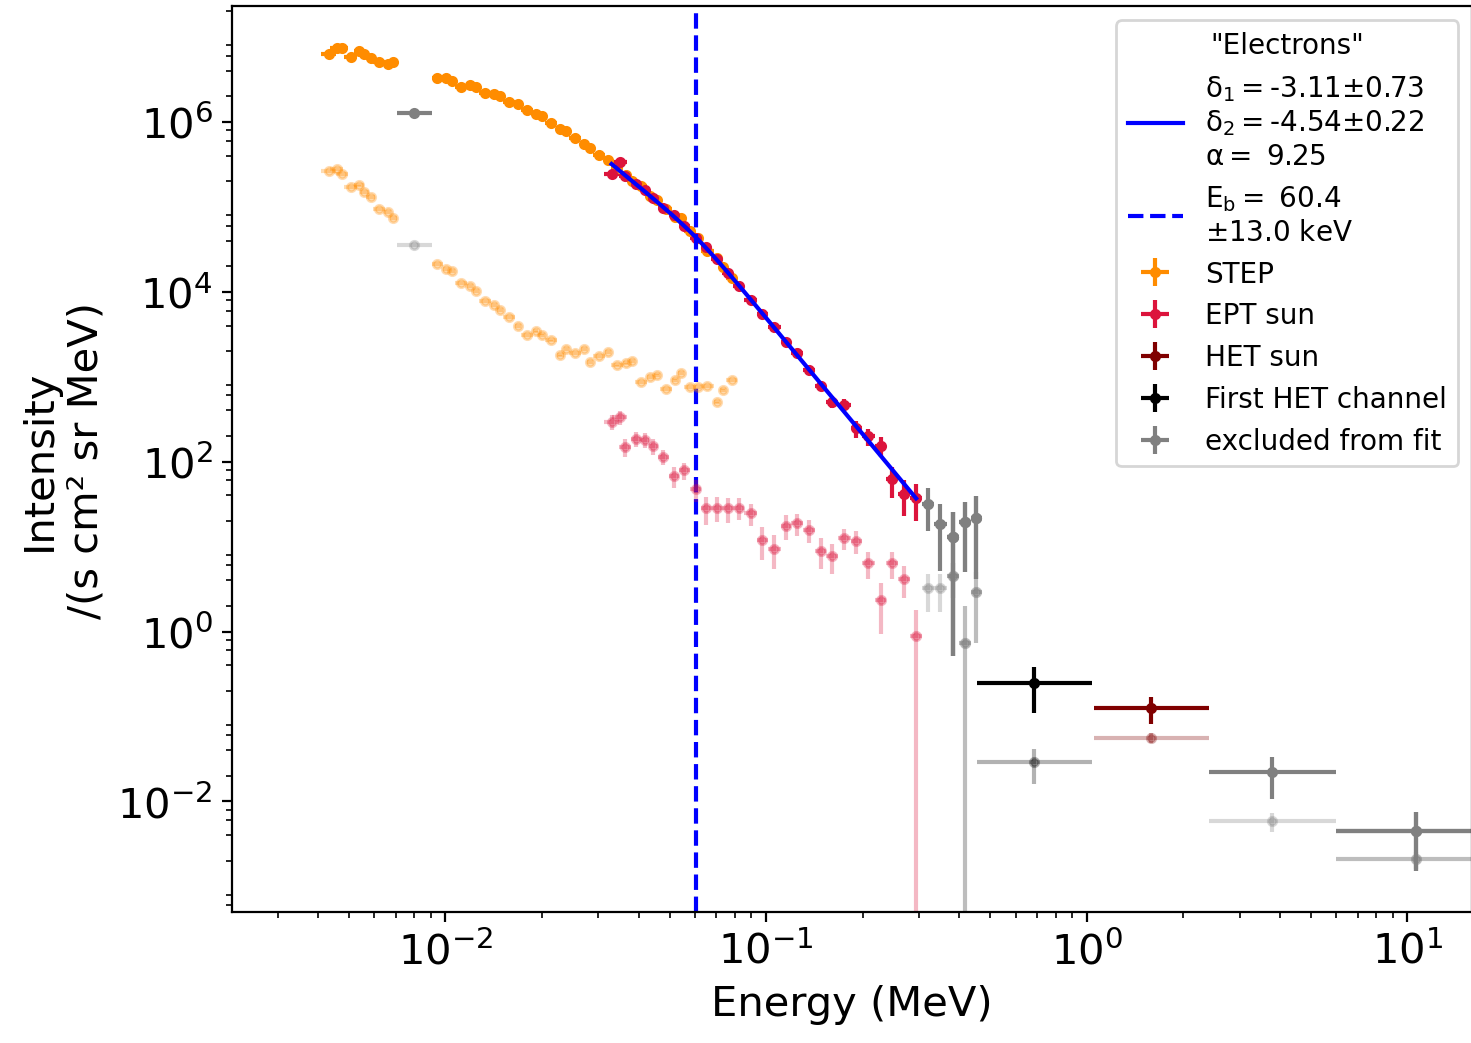 Intensity
/(s cm² sr MeV)
10⁶
10⁴
10²
10⁰
10⁻²
10⁻²
10⁻¹
10⁰
10¹
Energy (MeV)
"Electrons"
δ₁ = -3.11±0.73
δ₂ = -4.54±0.22
α = 9.25
E_b = 60.4
±13.0 keV
STEP
EPT sun
HET sun
First HET channel
excluded from fit